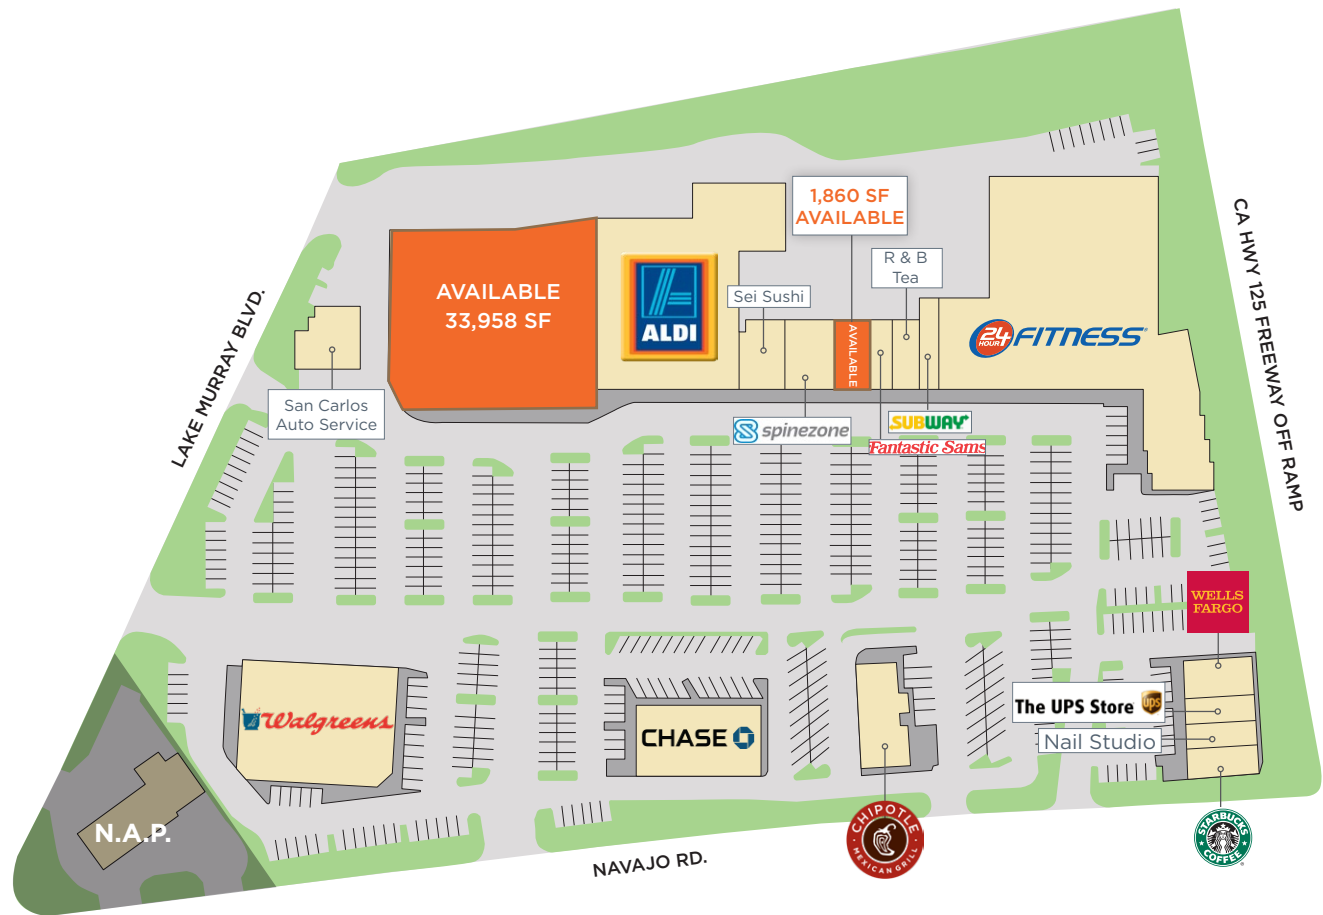 1,860 SF
AVAILABLE
R & B
Tea
Sei Sushi
AVAILABLE
33,958 SF
ALDI
AVAILABLE
24
HOUR
FITNESS
CA HWY 125 FREEWAY OFF RAMP
LAKE MURRAY BLVD.
San Carlos
Auto Service
spinezone
SUBWAY
Fantastic Sams
WELLS
FARGO
Walgreens
CHASE
The UPS Store
ups
Nail Studio
N.A.P.
CHIPOTLE
MEXICAN GRILL
STARBUCKS
COFFEE
NAVAJO RD.